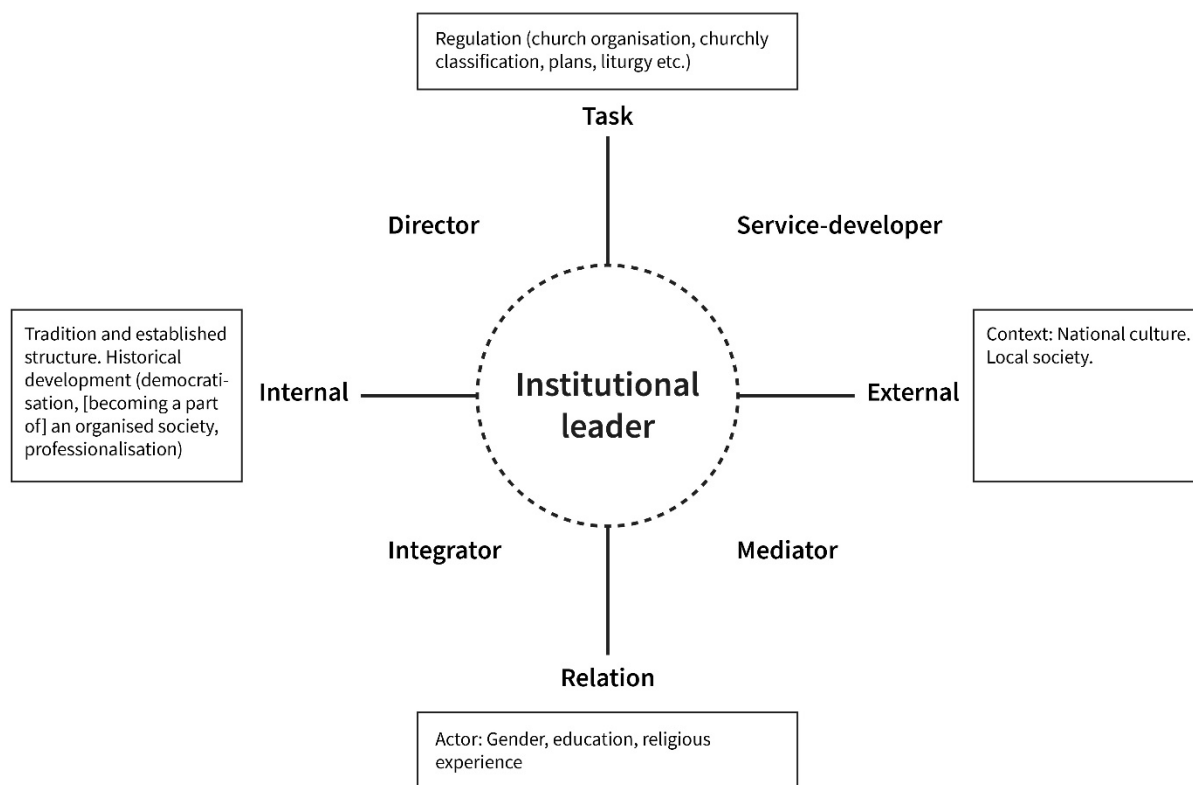 Regulation (church organisation, churchly
classification, plans, liturgy etc.)
Task
Director
Service-developer
Tradition and established
structure. Historical
development (democrati-
sation, [becoming a part
of] an organised society,
professionalisation)
Internal
Institutional
leader
External
Context: National culture.
Local society.
Integrator
Mediator
Relation
Actor: Gender, education, religious
experience